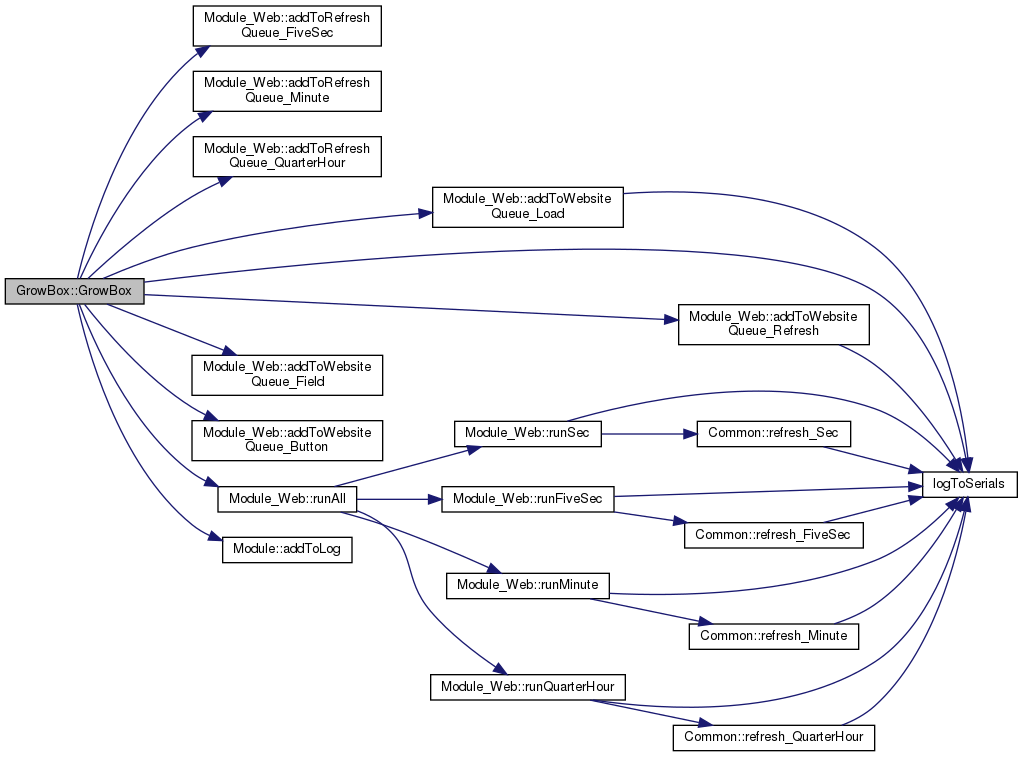 Module_Web::addToRefresh
Queue_FiveSec
Module_Web::addToRefresh
Queue_Minute
Module_Web::addToRefresh
Queue_QuarterHour
Module_Web::addToWebsite
Queue_Load
GrowBox::GrowBox
Module_Web::addToWebsite
Queue_Refresh
Module_Web::addToWebsite
Queue_Field
Module_Web::addToWebsite
Queue_Button
Module_Web::runSec
Common::refresh_Sec
logToSerials
Module_Web::runAll
Module_Web::runFiveSec
Common::refresh_FiveSec
Module::addToLog
Module_Web::runMinute
Common::refresh_Minute
Module_Web::runQuarterHour
Common::refresh_QuarterHour